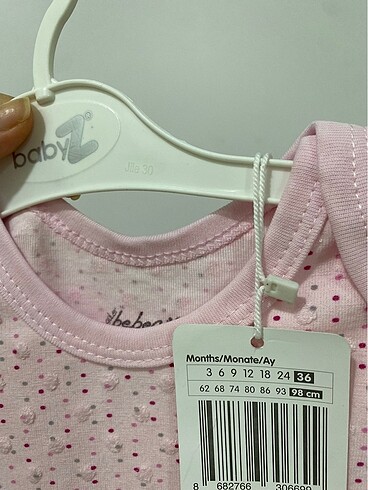 babyZ
Months/Monate/Ay
3 6 9 12 18 24 36
62 68 74 80 86 93 98 cm
8 682766 306699